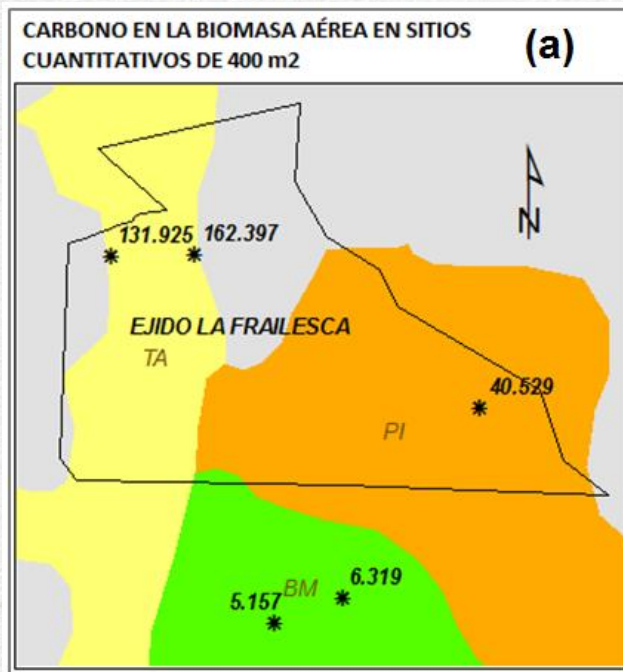 CARBONO EN LA BIOMASA AÉREA EN SITIOS
CUANTITATIVOS DE 400 m2
(a)
N
131.925
162.397
EJIDO LA FRAILESCA
TA
40.529
PI
BM
6.319
5.157